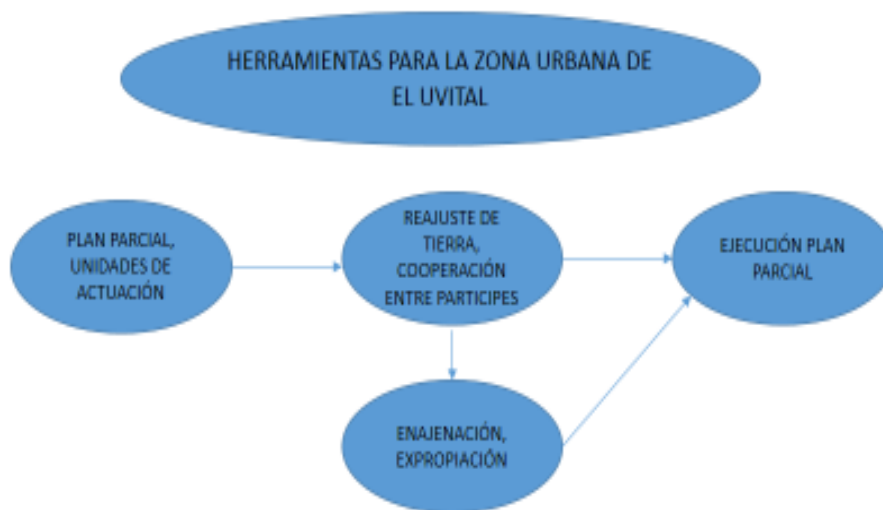 HERRAMIENTAS PARA LA ZONA URBANA DE
EL UVITAL
PLAN PARCIAL,
UNIDADES DE
ACTUACIÓN
REAJUSTE DE
TIERRA,
COOPERACIÓN
ENTRE PARTICIPES
EJECUCIÓN PLAN
PARCIAL
ENAJENACIÓN,
EXPROPIACIÓN